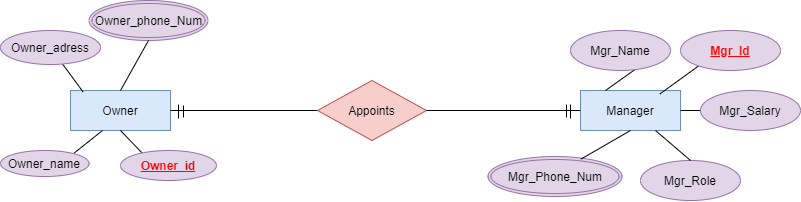 Owner_phone_Num
Owner_adress
Mgr_Name
Mgr_id
Owner
Appoints
Manager
Mgr_Salary
Owner_name
Owner_id
Mgr_Phone_Num
Mgr_Role